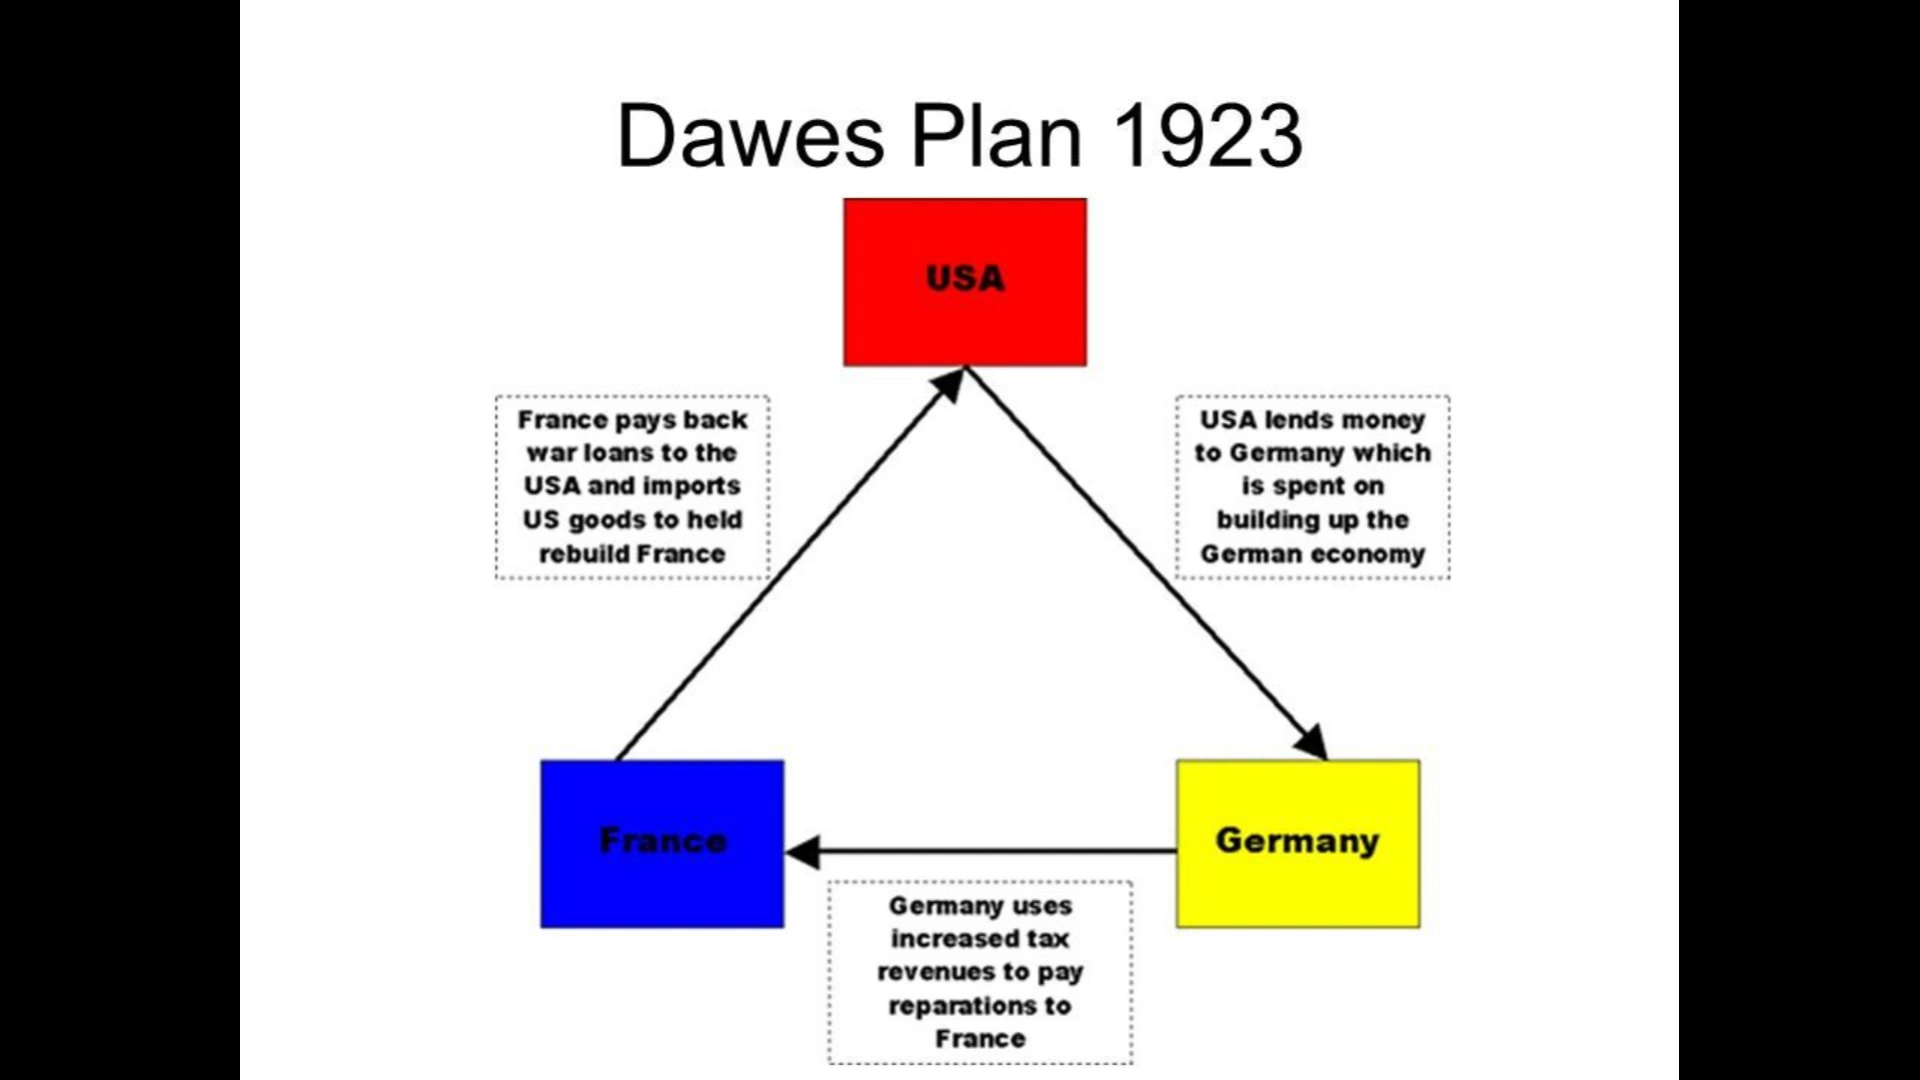 Dawes Plan 1923
USA
France pays back
war loans to the
USA and imports
US goods to held
rebuild France
USA lends money
to Germany which
is spent on
building up the
German economy
France
Germany
Germany uses
increased tax
revenues to pay
reparations to
France